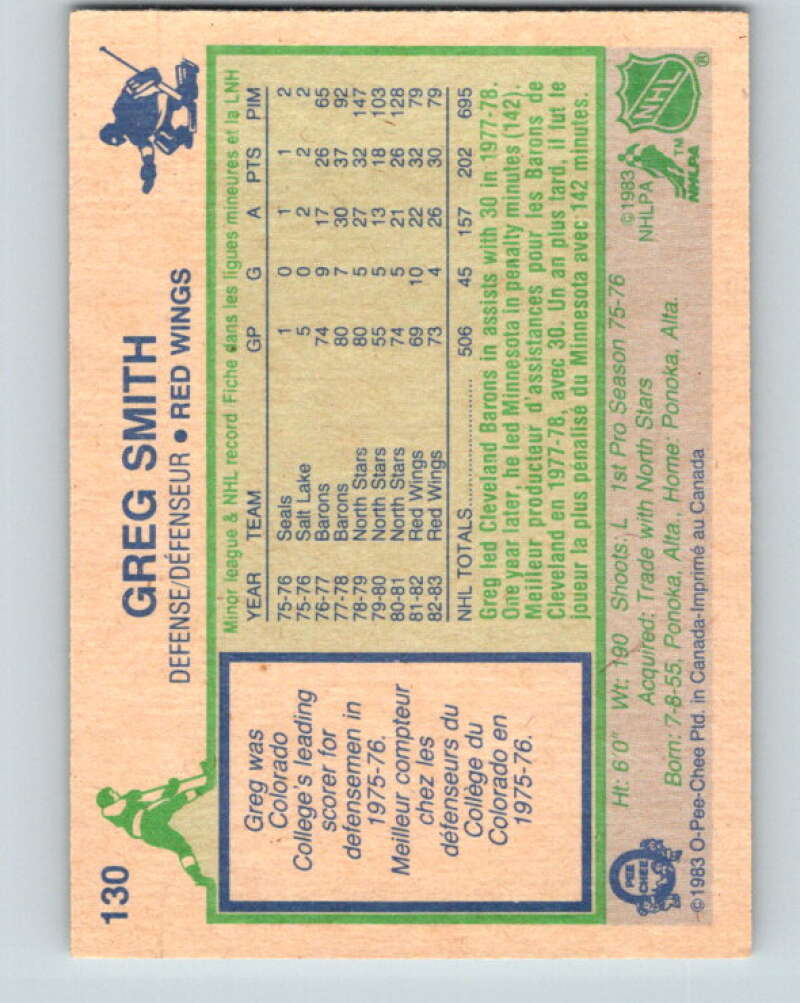 130
GREG SMITH
DEFENSE/DÉFENSEUR • RED WINGS
Greg was
Colorado
College's leading
scorer for
defensemen in
1975-76.
Meilleur compteur
chez les
défenseurs du
Collège du
Colorado en
1975-76.
Minor league & NHL record Fiche dans les ligues mineures et la LNH
YEAR TEAM GP G A PTS PIM
75-76 Seals 1 0 1 1 2
75-76 Salt Lake 5 0 2 2 2
76-77 Barons 74 9 17 26 65
77-78 Barons 80 7 30 37 92
78-79 North Stars 80 5 27 32 147
79-80 North Stars 55 5 13 18 103
80-81 North Stars 74 5 21 26 128
81-82 Red Wings 69 10 22 32 79
82-83 Red Wings 73 4 26 30 79
NHL TOTALS.................... 506 45 157 202 695
Greg led Cleveland Barons in assists with 30 in 1977-78.
One year later, he led Minnesota in penalty minutes (142).
Meilleur producteur d'assistances pour les Barons de
Cleveland en 1977-78, avec 30. Un an plus tard, il fut le
joueur la plus pénalisé du Minnesota avec 142 minutes.
Ht: 6'0" Wt: 190 Shoots: L 1st Pro Season 75-76
Acquired: Trade with North Stars
Born: 7-8-55, Ponoka, Alta., Home: Ponoka, Alta.
©1983 O-Pee-Chee Ptd. in Canada-Imprimé au Canada
O
PEE
CHEE
©1983
NHLPA
NHLPA
TM
NHL
®